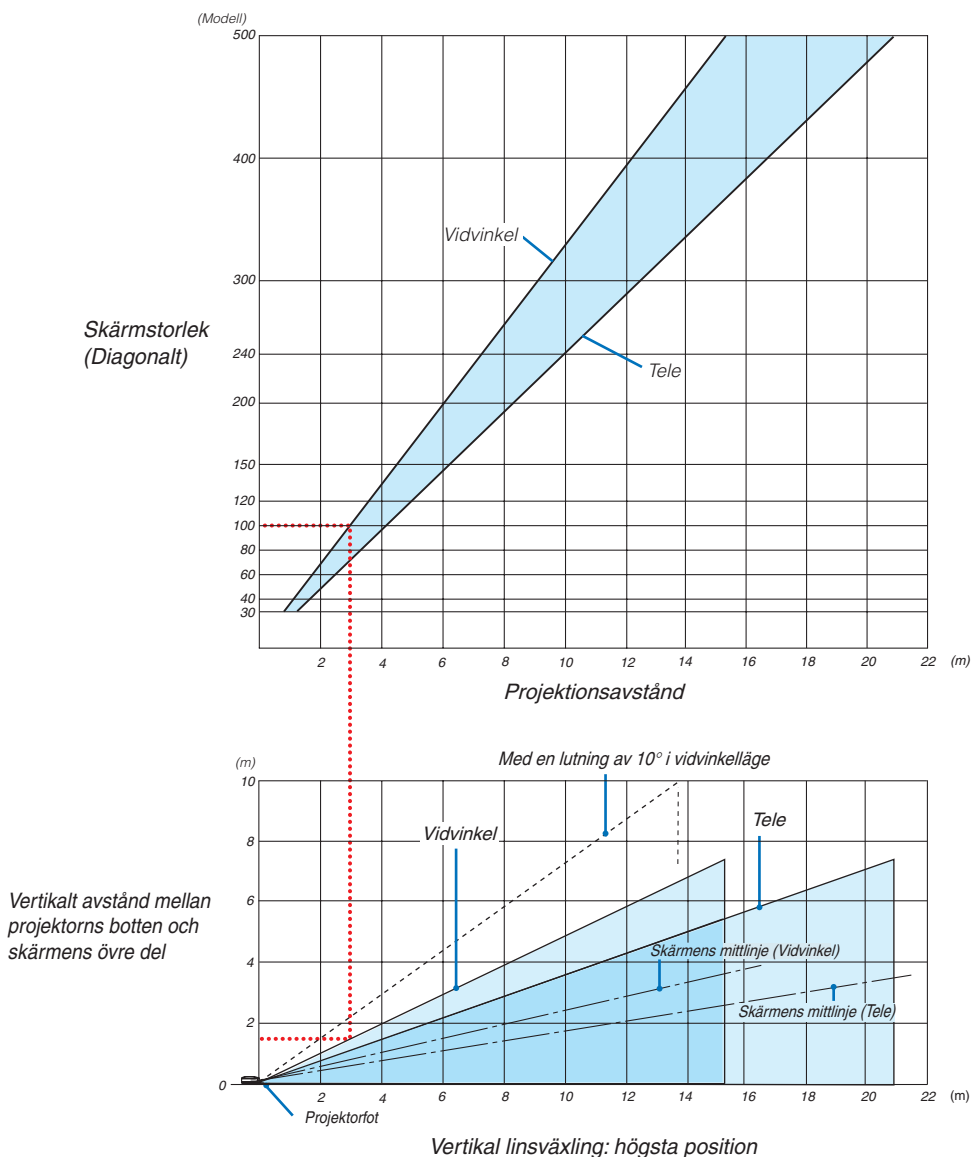 (Modell)
500
400
300
Vidvinkel
Skärmstorlek
(Diagonalt)
240
Tele
200
150
120
100
80
60
40
30
2 4 6 8 10 12 14 16 18 20 22 (m)
Projektionsavstånd
(m)
Med en lutning av 10° i vidvinkelläge
10
8
Vidvinkel
Tele
Vertikalt avstånd mellan
projektorns botten och
skärmens övre del
6
4
Skärmens mittlinje (Vidvinkel)
Skärmens mittlinje (Tele)
2
0
2 4 6 8 10 12 14 16 18 20 22 (m)
Projektorfot
Vertikal linsväxling: högsta position